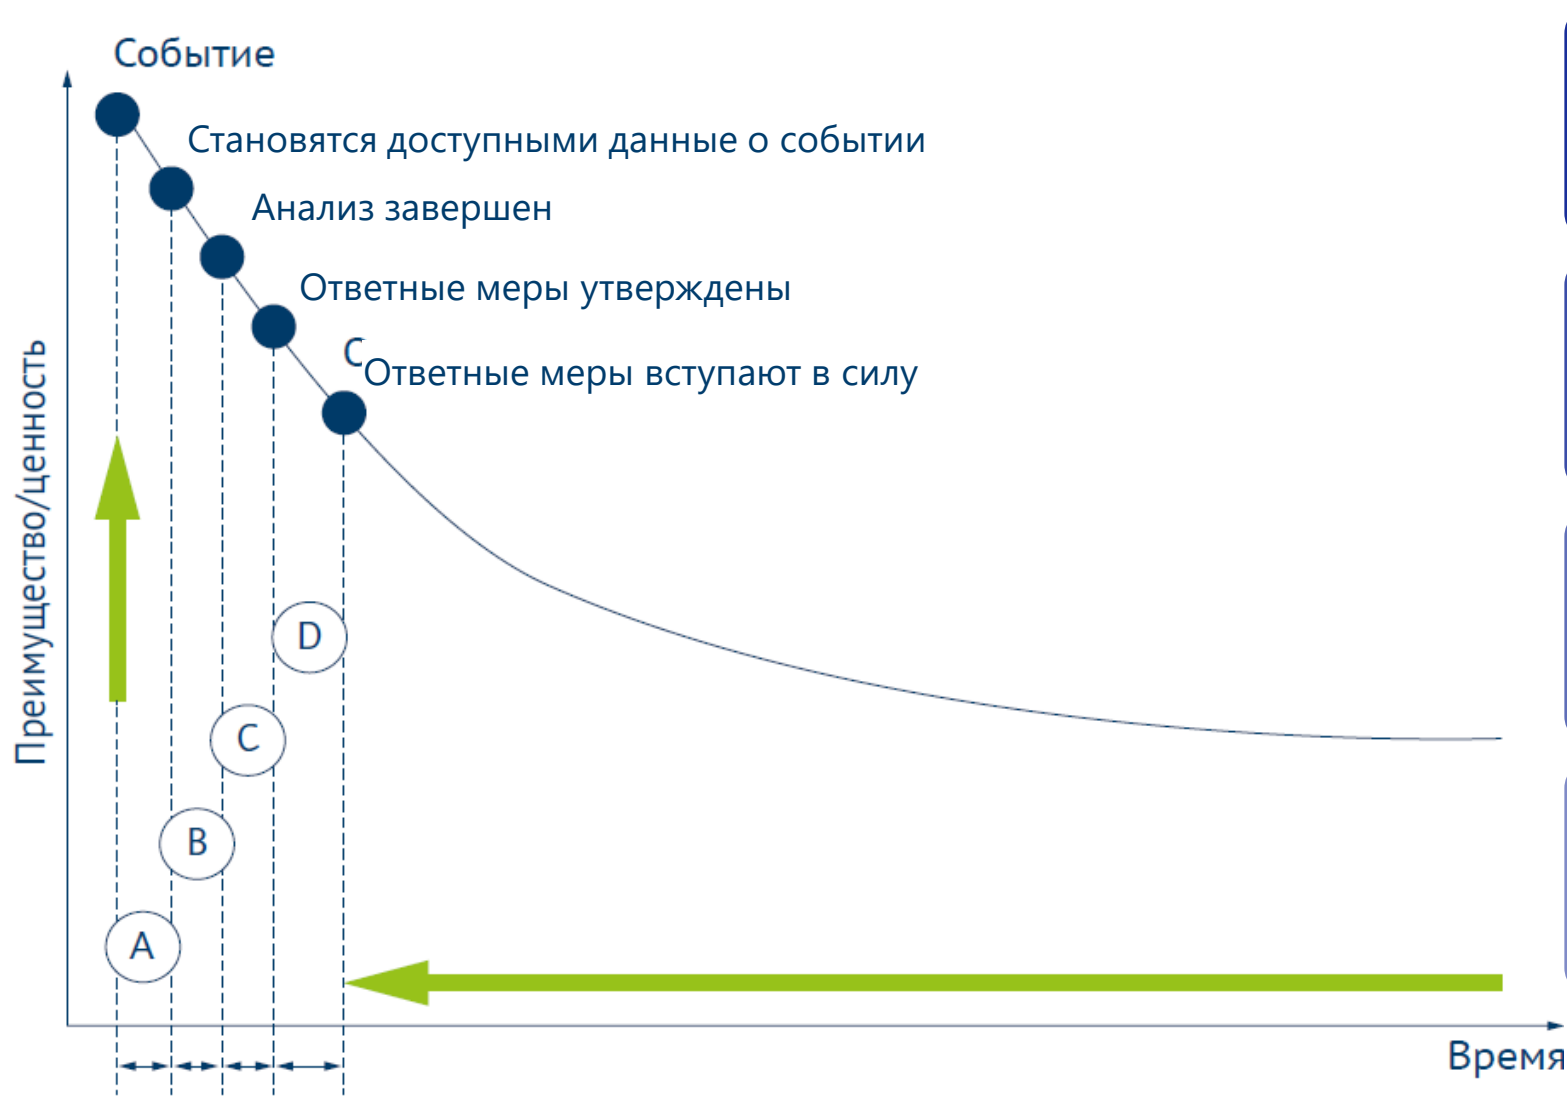 Событие
Становятся доступными данные о событии
Анализ завершен
Ответные меры утверждены
С
Ответные меры вступают в силу
Преимущество/ценность
D
C
B
A
Время